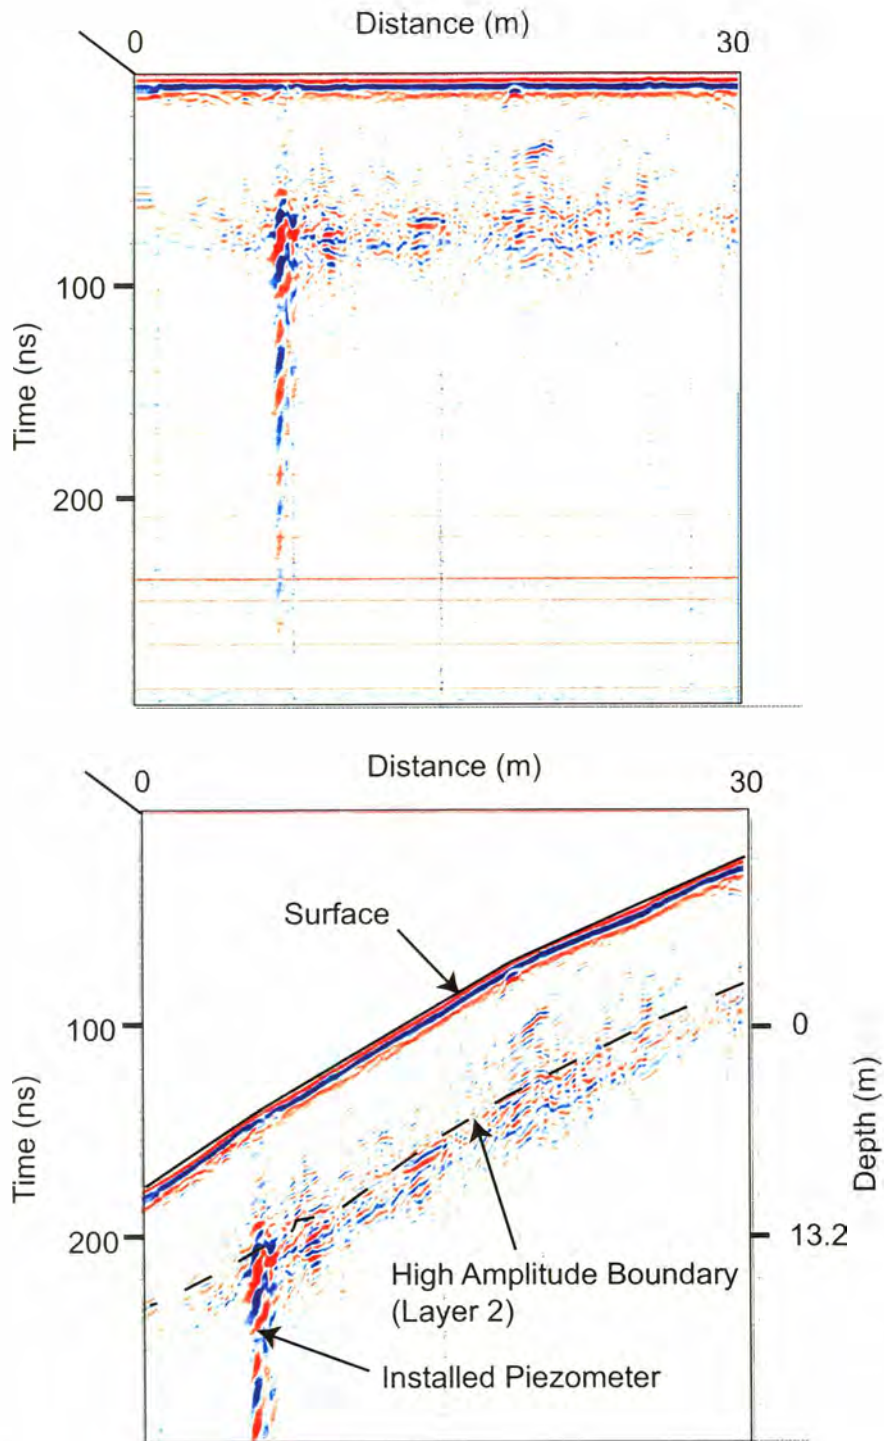 Distance (m)
0 30
100
Time (ns)
200
Distance (m)
0 30
Surface
100 0
Time (ns)
Depth (m)
200 13.2
High Amplitude Boundary
(Layer 2)
Installed Piezometer